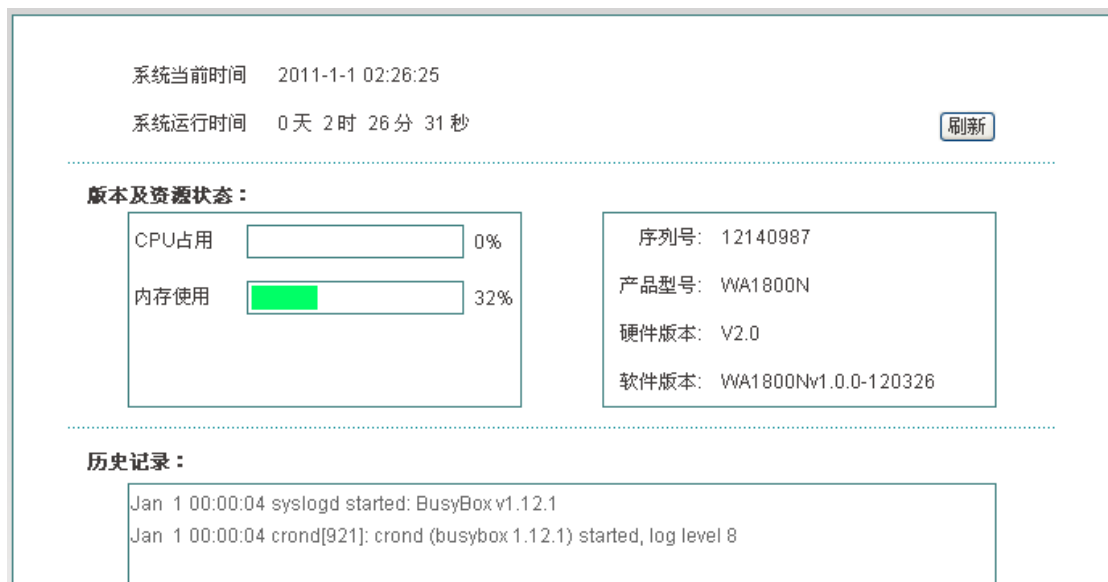 系统当前时间 2011-1-1 02:26:25
系统运行时间 0天 2时 26分 31秒
刷新
版本及资源状态：
CPU占用 0%
内存使用 32%
序列号: 12140987
产品型号: WA1800N
硬件版本: V2.0
软件版本: WA1800Nv1.0.0-120326
历史记录：
Jan 1 00:00:04 syslogd started: BusyBox v1.12.1
Jan 1 00:00:04 crond[921]: crond (busybox 1.12.1) started, log level 8